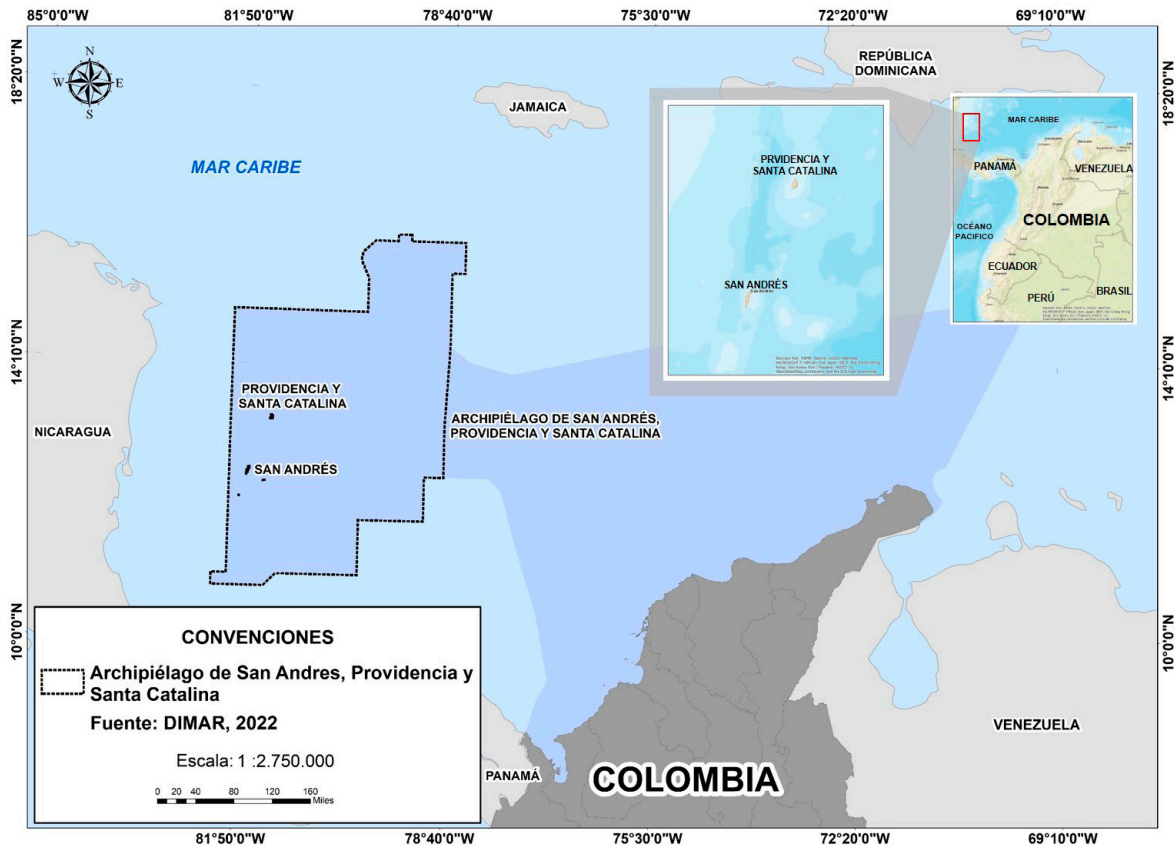 85°0'0"W 81°50'0"W 78°40'0"W 75°30'0"W 72°20'0"W 69°10'0"W
18°20'0"N
18°20'0"N
14°10'0"N
14°10'0"N
10°0'0"N
10°0'0"N
N
W E
S
MAR CARIBE
JAMAICA
REPÚBLICA
DOMINICANA
PRVIDENCIA Y
SANTA CATALINA
SAN ANDRÉS
San Andres
MAR CARIBE
PANAMÁ
VENEZUELA
COLOMBIA
OCÉANO
PACIFICO
ECUADOR
PERÚ
BRASIL
NICARAGUA
PROVIDENCIA Y
SANTA CATALINA
SAN ANDRÉS
ARCHIPIÉLAGO DE SAN ANDRÉS,
PROVIDENCIA Y SANTA CATALINA
CONVENCIONES
Archipiélago de San Andres, Providencia y
Santa Catalina
Fuente: DIMAR, 2022
Escala: 1 :2.750.000
0 20 40 80 120 160
Miles
PANAMÁ
COLOMBIA
VENEZUELA
81°50'0"W 78°40'0"W 75°30'0"W 72°20'0"W 69°10'0"W